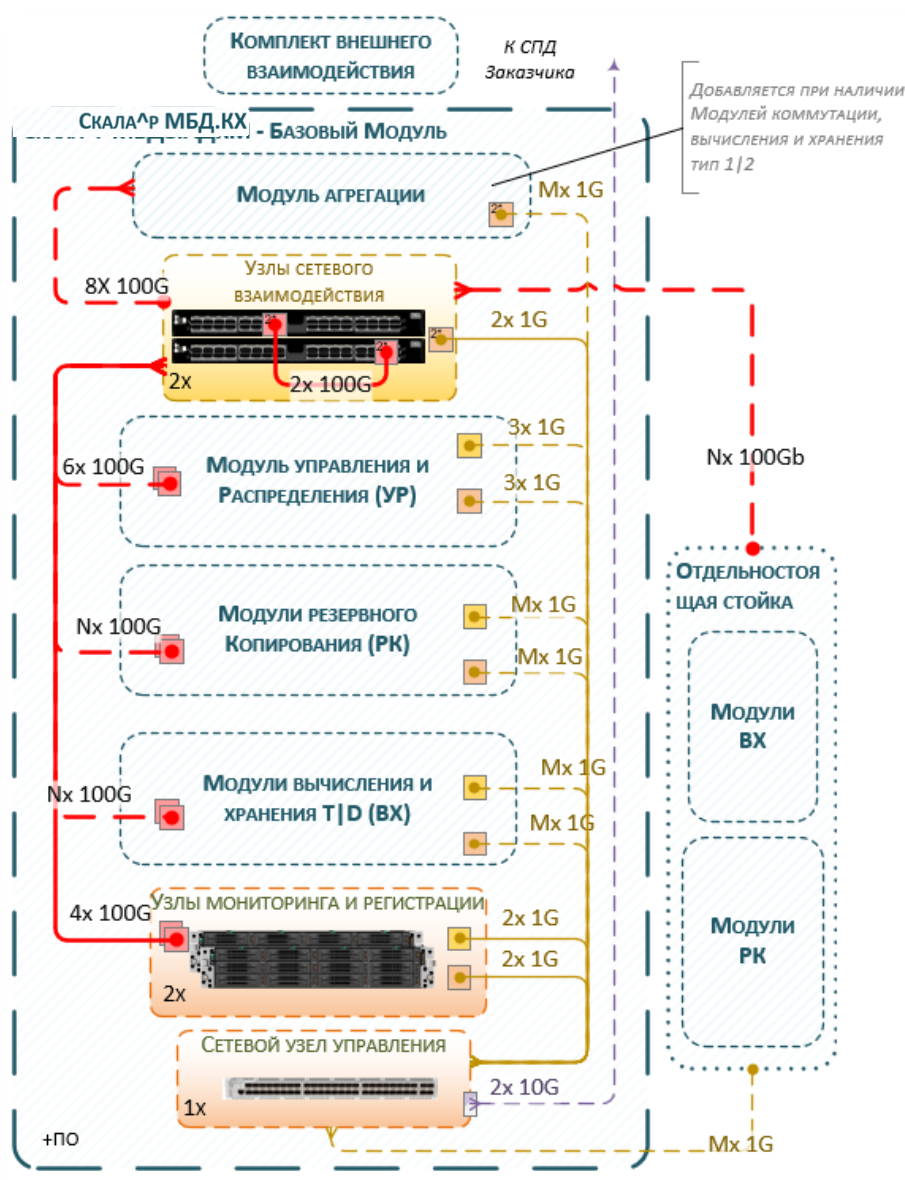 Комплект внешнего
взаимодействия
К СПД
Заказчика
Добавляется при наличии
Модулей коммутации,
вычисления и хранения
тип 1|2
Скала^р МБД.КХ
- Базовый Модуль
Модуль агрегации
2*
Mx 1G
8X 100G
Узлы сетевого
взаимодействия
2*
2*
2*
2x 1G
2x 100G
2x
Nx 100Gb
6x 100G
Модуль управления и
Распределения (УР)
3x 1G
3x 1G
Отдельностоя
щая стойка
Nx 100G
Модули резервного
Копирования (РК)
Mx 1G
Mx 1G
Модули
ВХ
Nx 100G
Модули вычисления и
хранения T|D (ВХ)
Mx 1G
Mx 1G
Модули
РК
Узлы мониторинга и регистрации
4x 100G
2x 1G
2x 1G
2x
Сетевой узел управления
1x
2x 10G
Mx 1G
+ПО